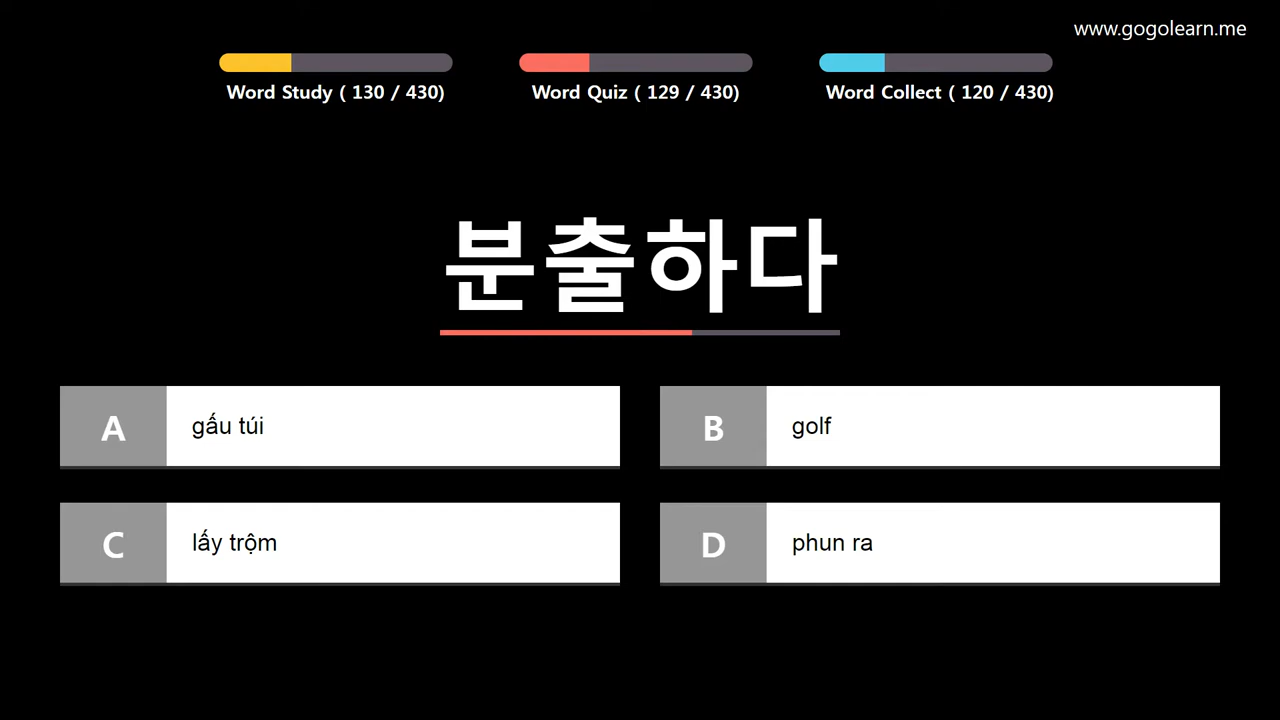 www.gogolearn.me
Word Study ( 130 / 430)
Word Quiz ( 129 / 430)
Word Collect ( 120 / 430)
분출하다
A gấu túi
B golf
C lấy trộm
D phun ra